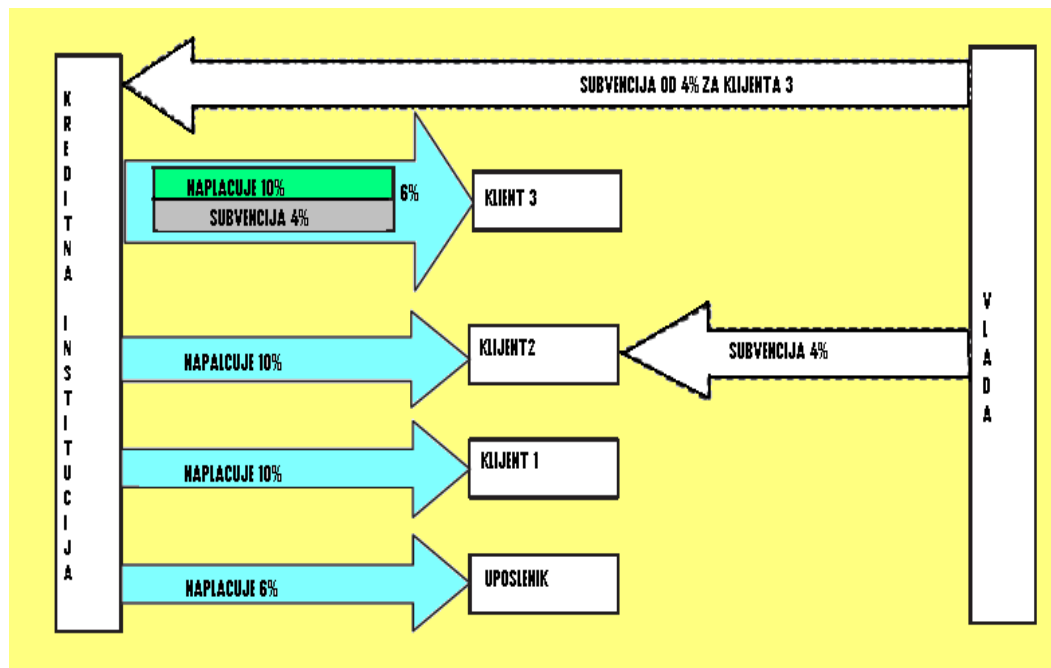 SUBVENCIJA OD 4% ZA KLIJENTA 3
KREDITNA INSTITUCIJA
NAPLACUJE 10%
6%
SUBVENCIJA 4%
KLIENT 3
NAPALCUJE 10%
KLIJENT2
SUBVENCIJA 4%
VLADA
NAPLACUJE 10%
KLIJENT 1
NAPLACUJE 6%
UPOSLENIK